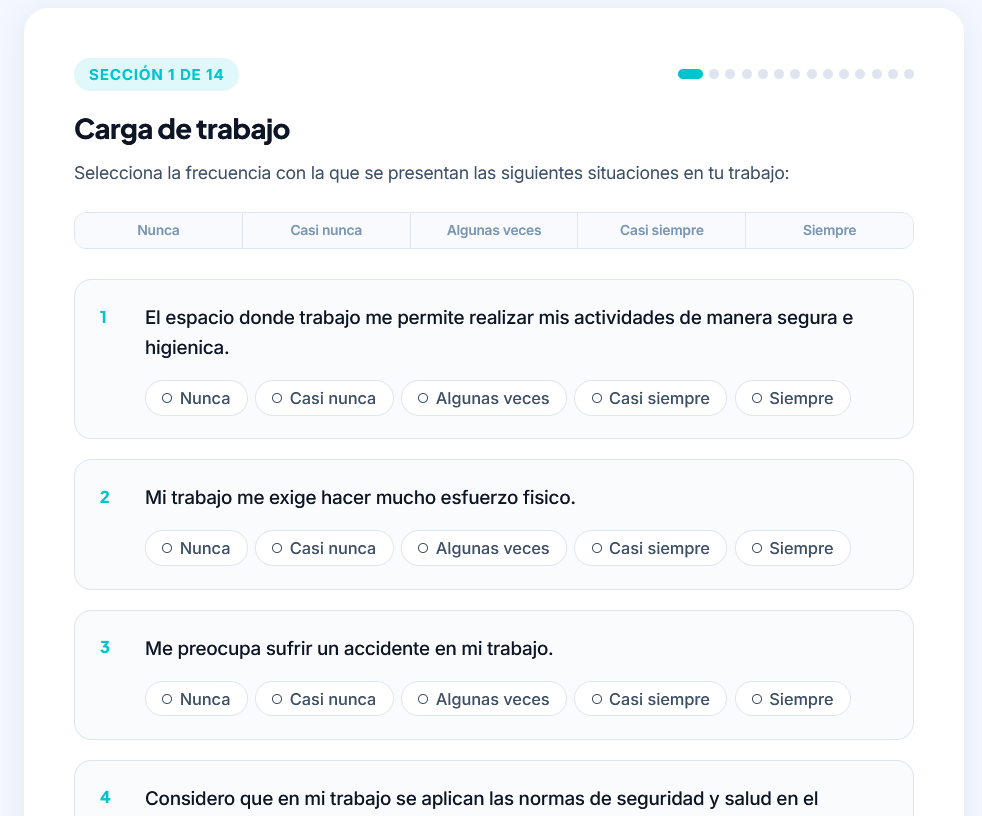 SECCIÓN 1 DE 14
Carga de trabajo
Selecciona la frecuencia con la que se presentan las siguientes situaciones en tu trabajo:
Nunca Casi nunca Algunas veces Casi siempre Siempre
1 El espacio donde trabajo me permite realizar mis actividades de manera segura e
higienica.
Nunca Casi nunca Algunas veces Casi siempre Siempre
2 Mi trabajo me exige hacer mucho esfuerzo fisico.
Nunca Casi nunca Algunas veces Casi siempre Siempre
3 Me preocupa sufrir un accidente en mi trabajo.
Nunca Casi nunca Algunas veces Casi siempre Siempre
4 Considero que en mi trabajo se aplican las normas de seguridad y salud en el